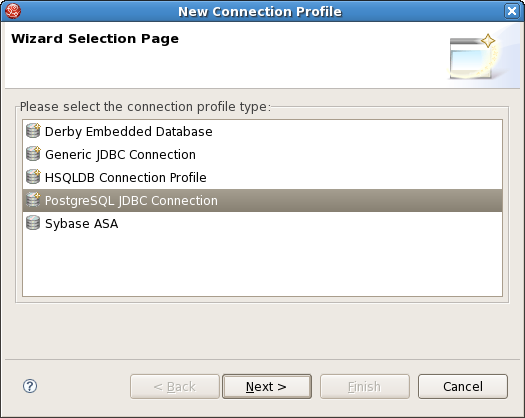 New Connection Profile
Wizard Selection Page
Please select the connection profile type:
Derby Embedded Database
Generic JDBC Connection
HSQLDB Connection Profile
PostgreSQL JDBC Connection
Sybase ASA
? < Back Next > Finish Cancel